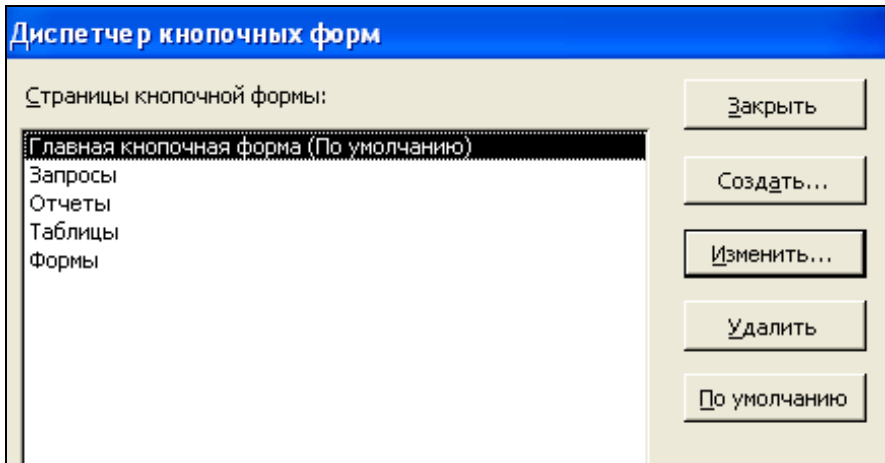 Диспетчер кнопочных форм
Страницы кнопочной формы:
Главная кнопочная форма (По умолчанию)
Запросы
Отчеты
Таблицы
Формы
Закрыть
Создать...
Изменить...
Удалить
По умолчанию